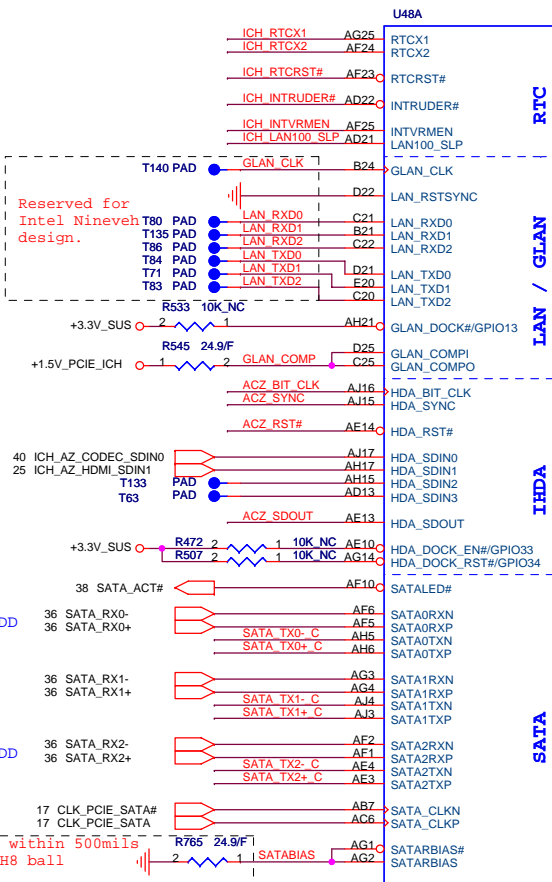 U48A
ICH_RTCX1 AG25 RTCX1
ICH_RTCX2 AF24 RTCX2
ICH_RTCRST# AF23 RTCRST#
ICH_INTRUDER# AD22 INTRUDER#
ICH_INTVRMEN AF25 INTVRMEN
ICH_LAN100_SLP AD21 LAN100_SLP
RTC
T140 PAD GLAN_CLK B24 GLAN_CLK
D22 LAN_RSTSYNC
Reserved for
Intel Nineveh
design.
T80 PAD LAN_RXD0 C21 LAN_RXD0
T135 PAD LAN_RXD1 B21 LAN_RXD1
T86 PAD LAN_RXD2 C22 LAN_RXD2
T84 PAD LAN_TXD0 D21 LAN_TXD0
T71 PAD LAN_TXD1 E20 LAN_TXD1
T83 PAD LAN_TXD2 C20 LAN_TXD2
LAN / GLAN
R533 10K_NC
+3.3V_SUS 2 1 AH21 GLAN_DOCK#/GPIO13
R545 24.9/F
D25 GLAN_COMPI
+1.5V_PCIE_ICH 1 2 GLAN_COMP C25 GLAN_COMPO
ACZ_BIT_CLK AJ16 HDA_BIT_CLK
ACZ_SYNC AJ15 HDA_SYNC
ACZ_RST# AE14 HDA_RST#
40 ICH_AZ_CODEC_SDIN0 AJ17 HDA_SDIN0
25 ICH_AZ_HDMI_SDIN1 AH17 HDA_SDIN1
T133 PAD AH15 HDA_SDIN2
T63 PAD AD13 HDA_SDIN3
IHDA
ACZ_SDOUT AE13 HDA_SDOUT
+3.3V_SUS R472 2 1 10K_NC AE10 HDA_DOCK_EN#/GPIO33
R507 2 1 10K_NC AG14 HDA_DOCK_RST#/GPIO34
38 SATA_ACT# AF10 SATALED#
DD
36 SATA_RX0- AF6 SATA0RXN
36 SATA_RX0+ AF5 SATA0RXP
SATA_TX0-_C AH5 SATA0TXN
SATA_TX0+_C AH6 SATA0TXP
36 SATA_RX1- AG3 SATA1RXN
36 SATA_RX1+ AG4 SATA1RXP
SATA_TX1-_C AJ4 SATA1TXN
SATA_TX1+_C AJ3 SATA1TXP
SATA
DD
36 SATA_RX2- AF2 SATA2RXN
36 SATA_RX2+ AF1 SATA2RXP
SATA_TX2-_C AE4 SATA2TXN
SATA_TX2+_C AE3 SATA2TXP
17 CLK_PCIE_SATA# AB7 SATA_CLKN
17 CLK_PCIE_SATA AC6 SATA_CLKP
within 500mils
H8 ball
R765 24.9/F
AG1 SATARBIAS#
2 1 SATABIAS AG2 SATARBIAS